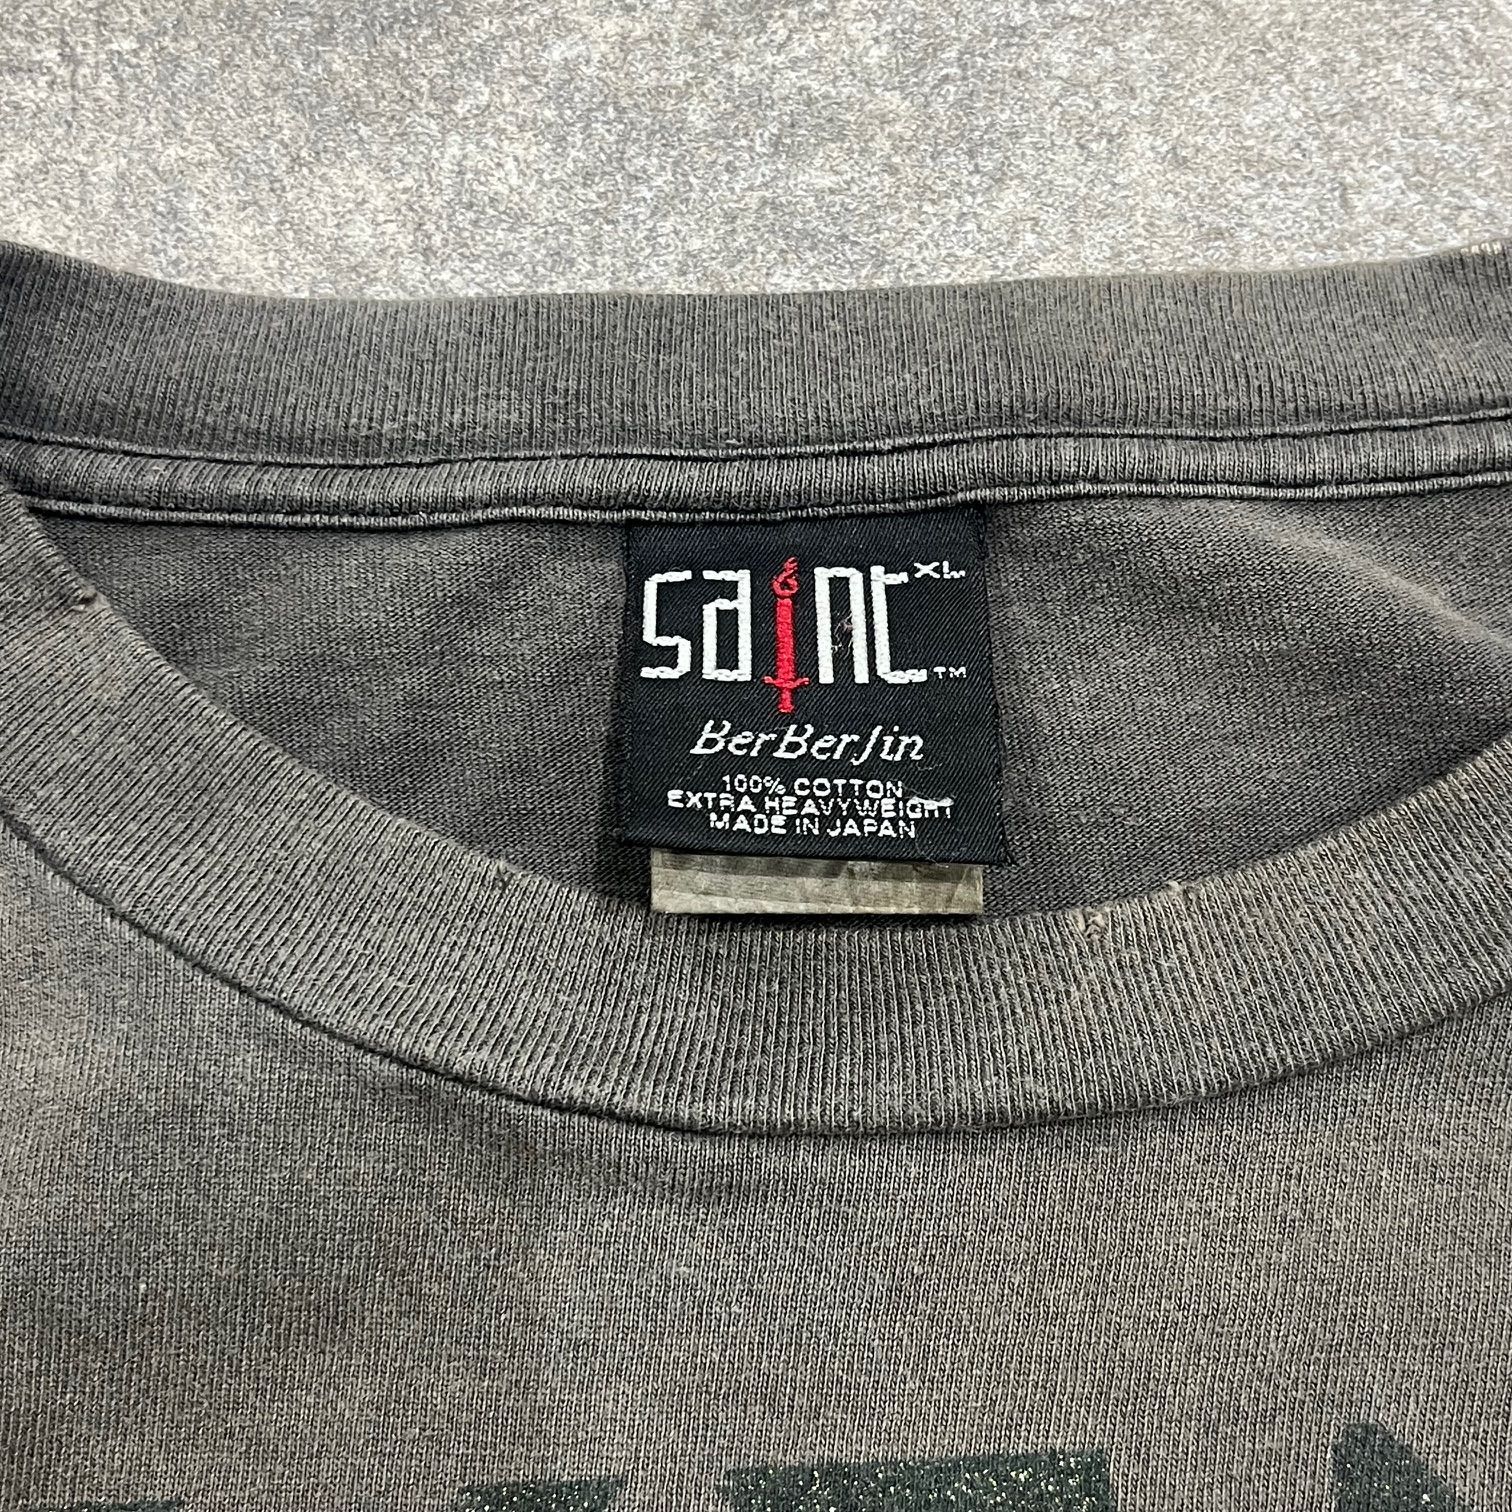 saint XL ™
BerBerJin
100% COTTON
EXTRA HEAVYWEIGHT
MADE IN JAPAN